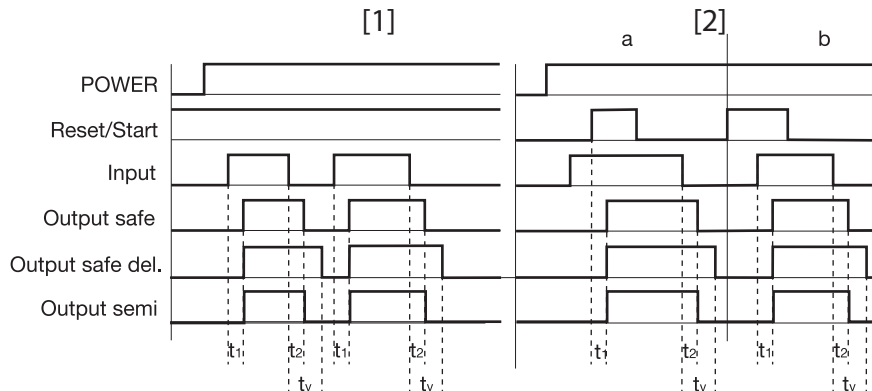 [1] [2]
a b
POWER
Reset/Start
Input
Output safe
Output safe del.
Output semi
t1 t2 t1 t2 t1 t2 t1 t2
tv tv tv tv